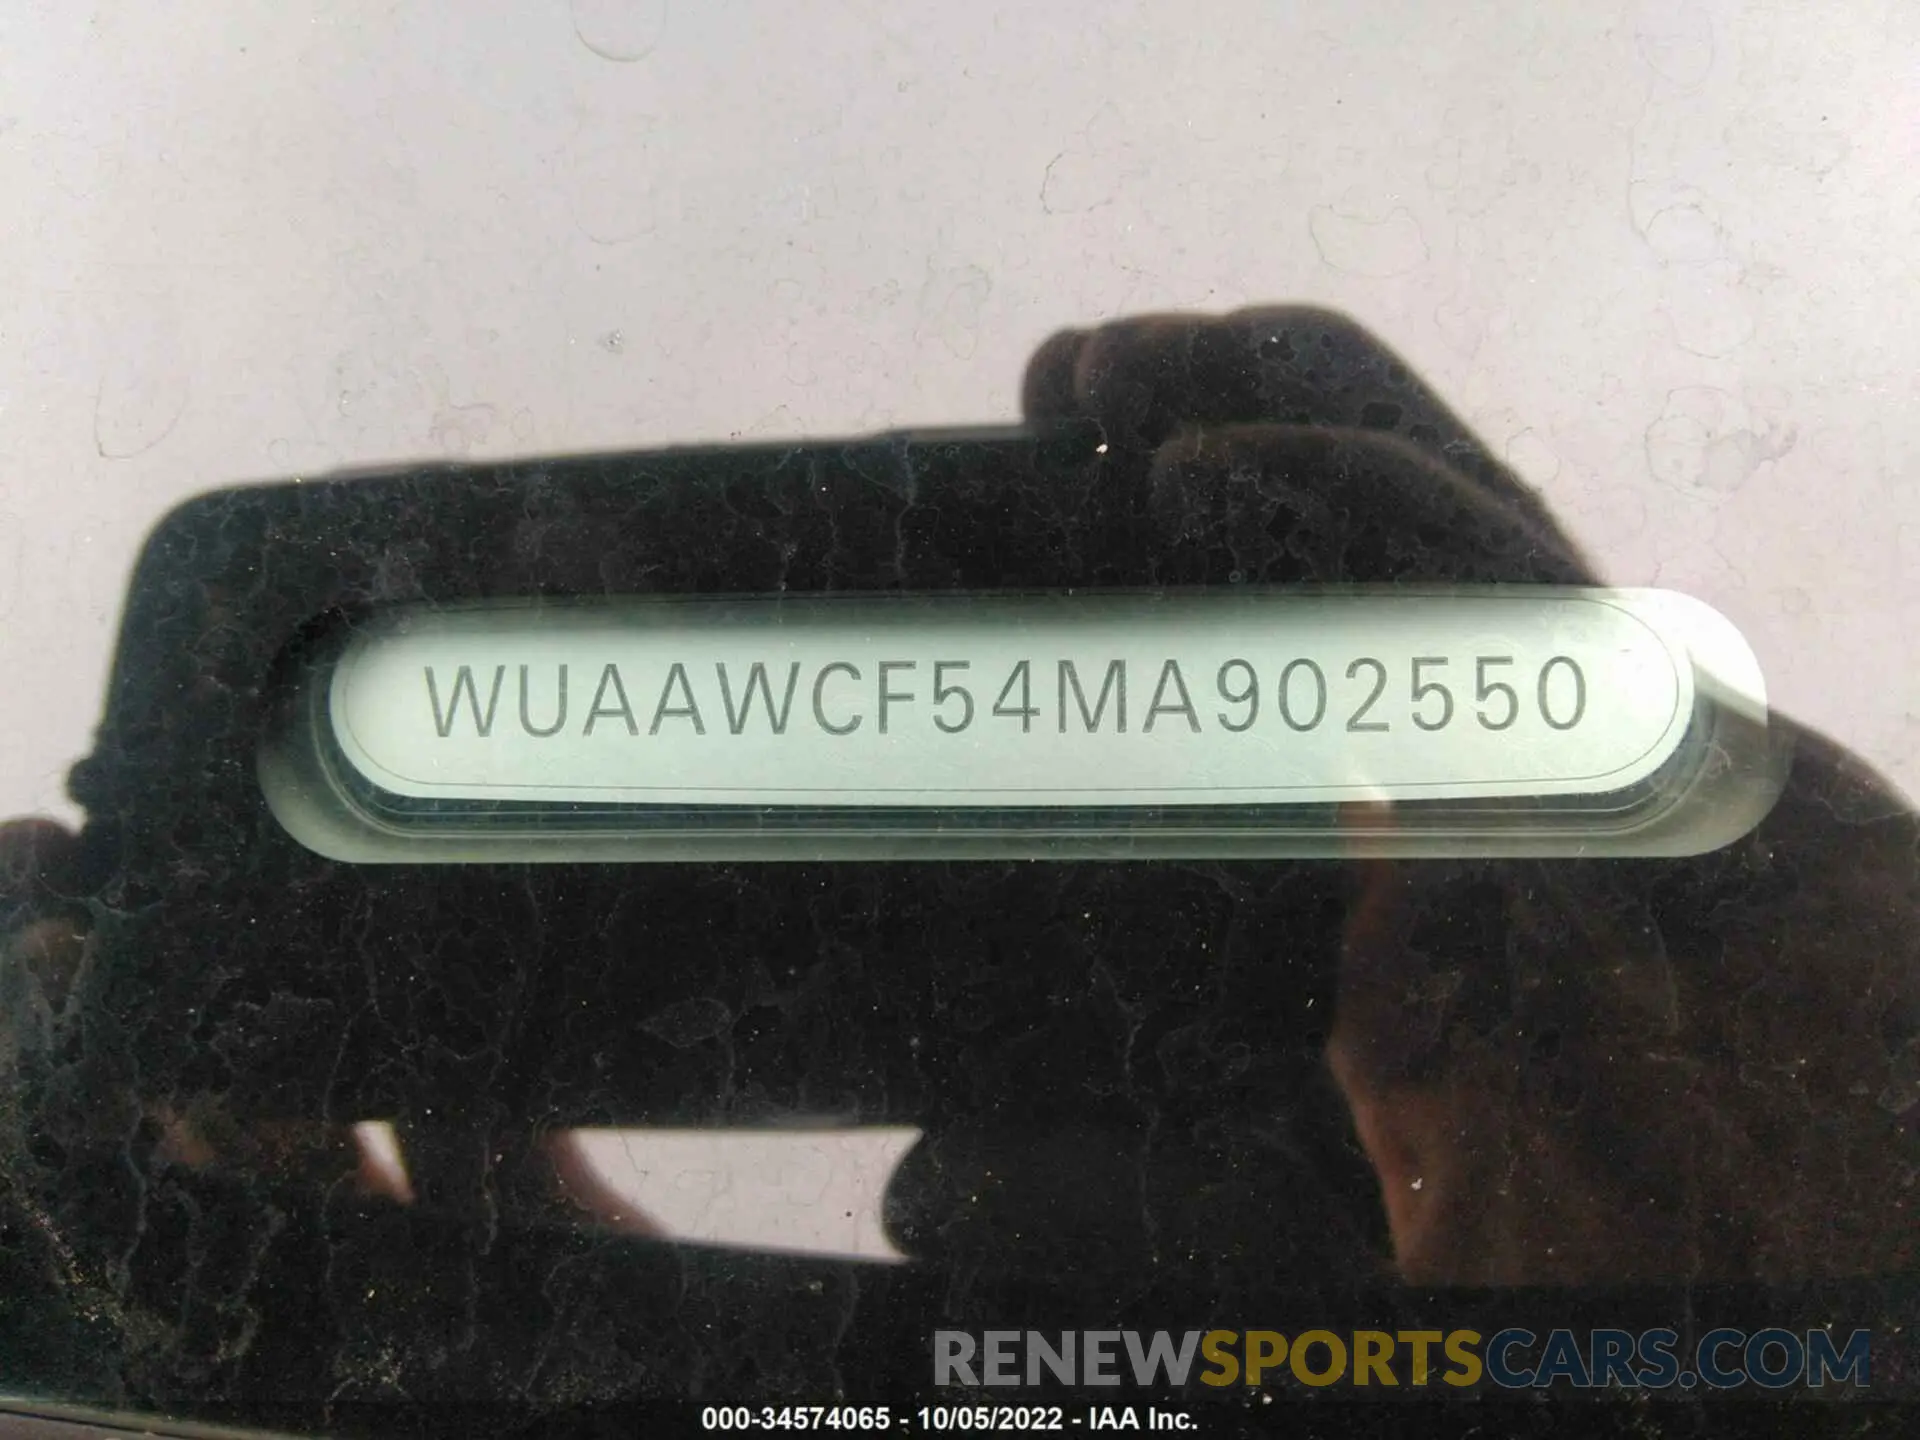 WUAAWCF54MA902550
RENEWSPORTSCARS.COM
000-34574065 - 10/05/2022 - IAA Inc.